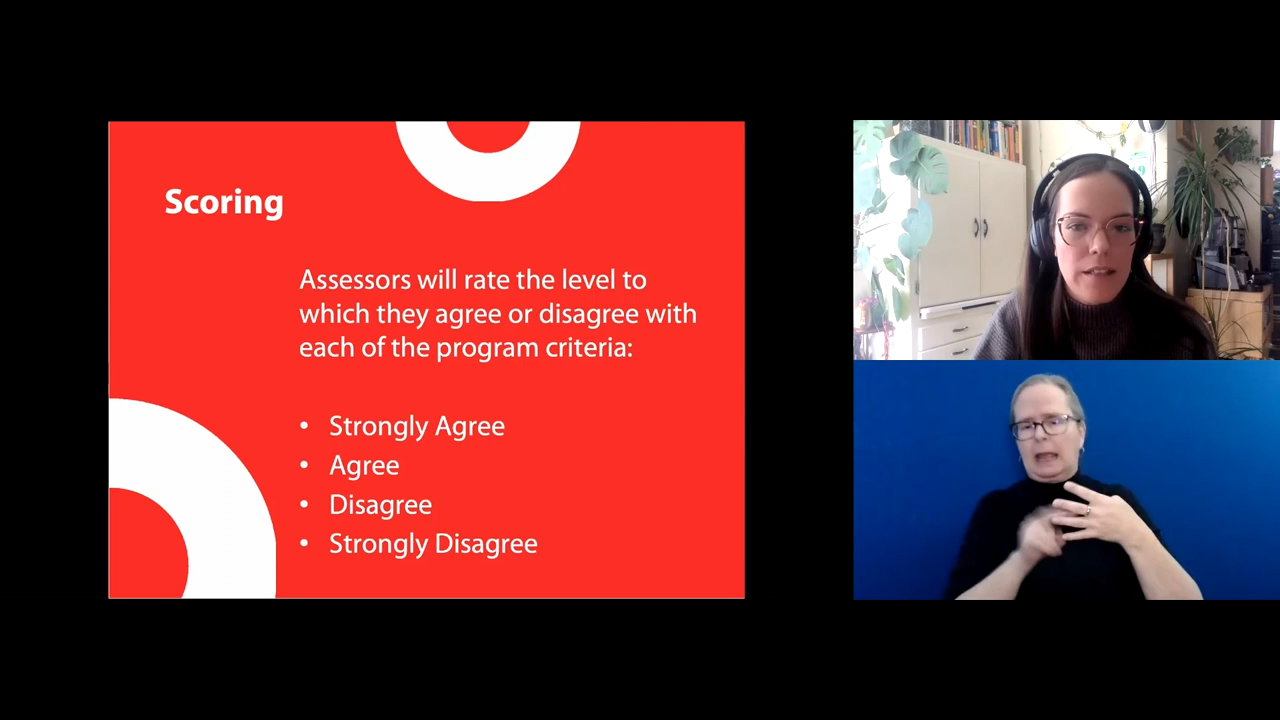 Scoring
Assessors will rate the level to
which they agree or disagree with
each of the program criteria:
• Strongly Agree
• Agree
• Disagree
• Strongly Disagree